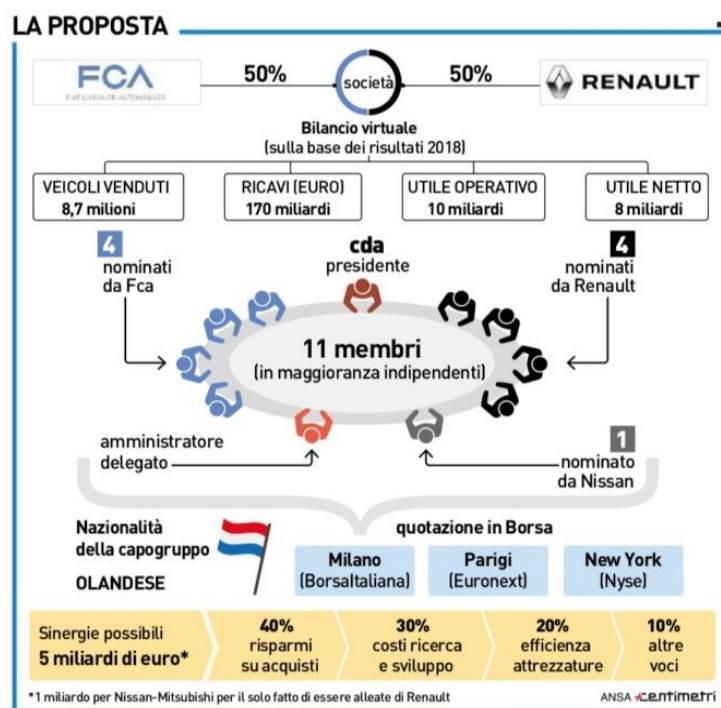 LA PROPOSTA
FCA
50%
società
50%
RENAULT
Bilancio virtuale
(sulla base dei risultati 2018)
VEICOLI VENDUTI
8,7 milioni
RICAVI (EURO)
170 miliardi
UTILE OPERATIVO
10 miliardi
UTILE NETTO
8 miliardi
4
nominati
da Fca
cda
presidente
4
nominati
da Renault
11 membri
(in maggioranza indipendenti)
amministratore
delegato
1
nominato
da Nissan
Nazionalità
della capogruppo
OLANDESE
quotazione in Borsa
Milano
(BorsaItaliana)
Parigi
(Euronext)
New York
(Nyse)
Sinergie possibili
5 miliardi di euro*
40%
risparmi
su acquisti
30%
costi ricerca
e sviluppo
20%
efficienza
attrezzature
10%
altre
voci
*1 miliardo per Nissan-Mitsubishi per il solo fatto di essere alleate di Renault
ANSA centimetri